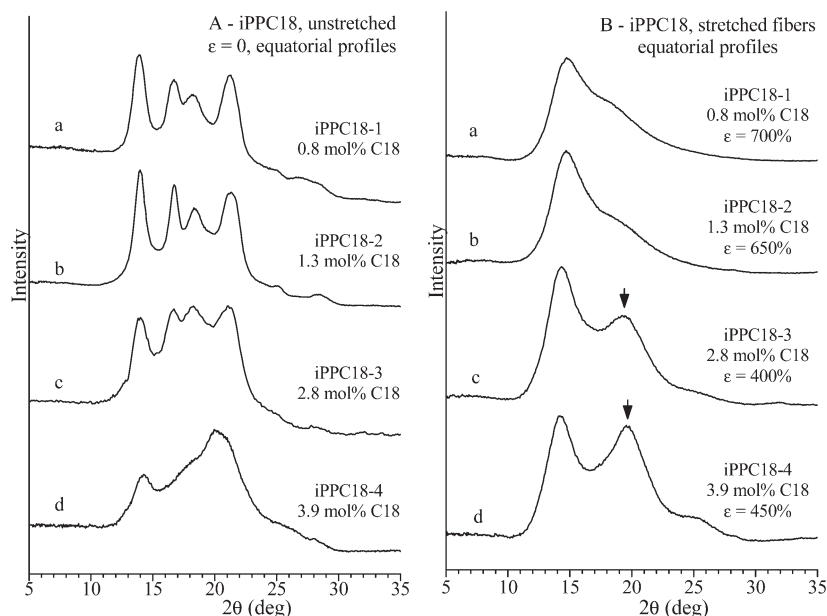 A - iPPC18, unstretched
ε = 0, equatorial profiles
a
iPPC18-1
0.8 mol% C18
b
iPPC18-2
1.3 mol% C18
c
iPPC18-3
2.8 mol% C18
d
iPPC18-4
3.9 mol% C18
Intensity
5 10 15 20 25 30 35
2θ (deg)
B - iPPC18, stretched fibers
equatorial profiles
a
iPPC18-1
0.8 mol% C18
ε = 700%
b
iPPC18-2
1.3 mol% C18
ε = 650%
c
iPPC18-3
2.8 mol% C18
ε = 400%
d
iPPC18-4
3.9 mol% C18
ε = 450%
Intensity
5 10 15 20 25 30 35
2θ (deg)